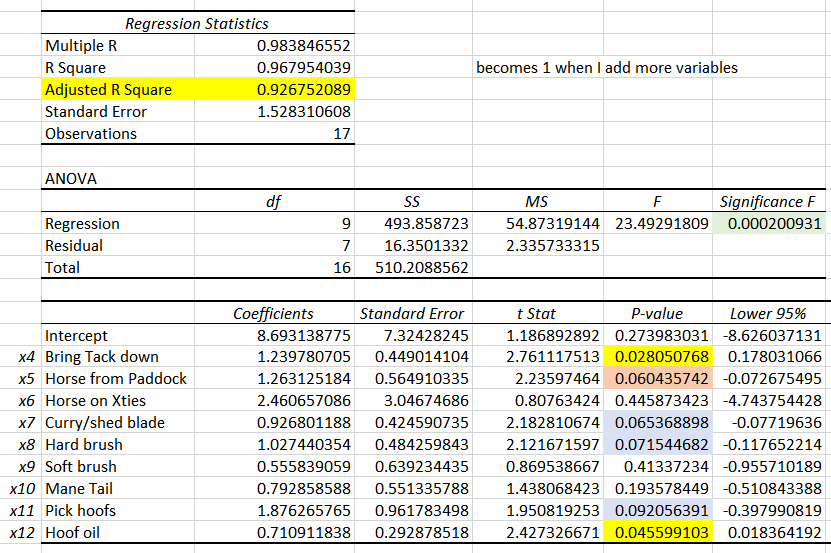 Regression Statistics
Multiple R 0.983846552
R Square 0.967954039 becomes 1 when I add more variables
Adjusted R Square 0.926752089
Standard Error 1.528310608
Observations 17
ANOVA
df SS MS F Significance F
Regression 9 493.858723 54.87319144 23.49291809 0.000200931
Residual 7 16.3501332 2.335733315
Total 16 510.2088562
Coefficients Standard Error t Stat P-value Lower 95%
Intercept 8.693138775 7.32428245 1.186892892 0.273983031 -8.626037131
x4 Bring Tack down 1.239780705 0.449014104 2.761117513 0.028050768 0.178031066
x5 Horse from Paddock 1.263125184 0.564910335 2.23597464 0.060435742 -0.072675495
x6 Horse on Xties 2.460657086 3.04674686 0.80763424 0.445873423 -4.743754428
x7 Curry/shed blade 0.926801188 0.424590735 2.182810674 0.065368898 -0.07719636
x8 Hard brush 1.027440354 0.484259843 2.121671597 0.071544682 -0.117652214
x9 Soft brush 0.555839059 0.639234435 0.869538667 0.41337234 -0.955710189
x10 Mane Tail 0.792858588 0.551335788 1.438068423 0.193578449 -0.510843388
x11 Pick hoofs 1.876265765 0.961783498 1.950819253 0.092056391 -0.397990819
x12 Hoof oil 0.710911838 0.292878518 2.427326671 0.045599103 0.018364192